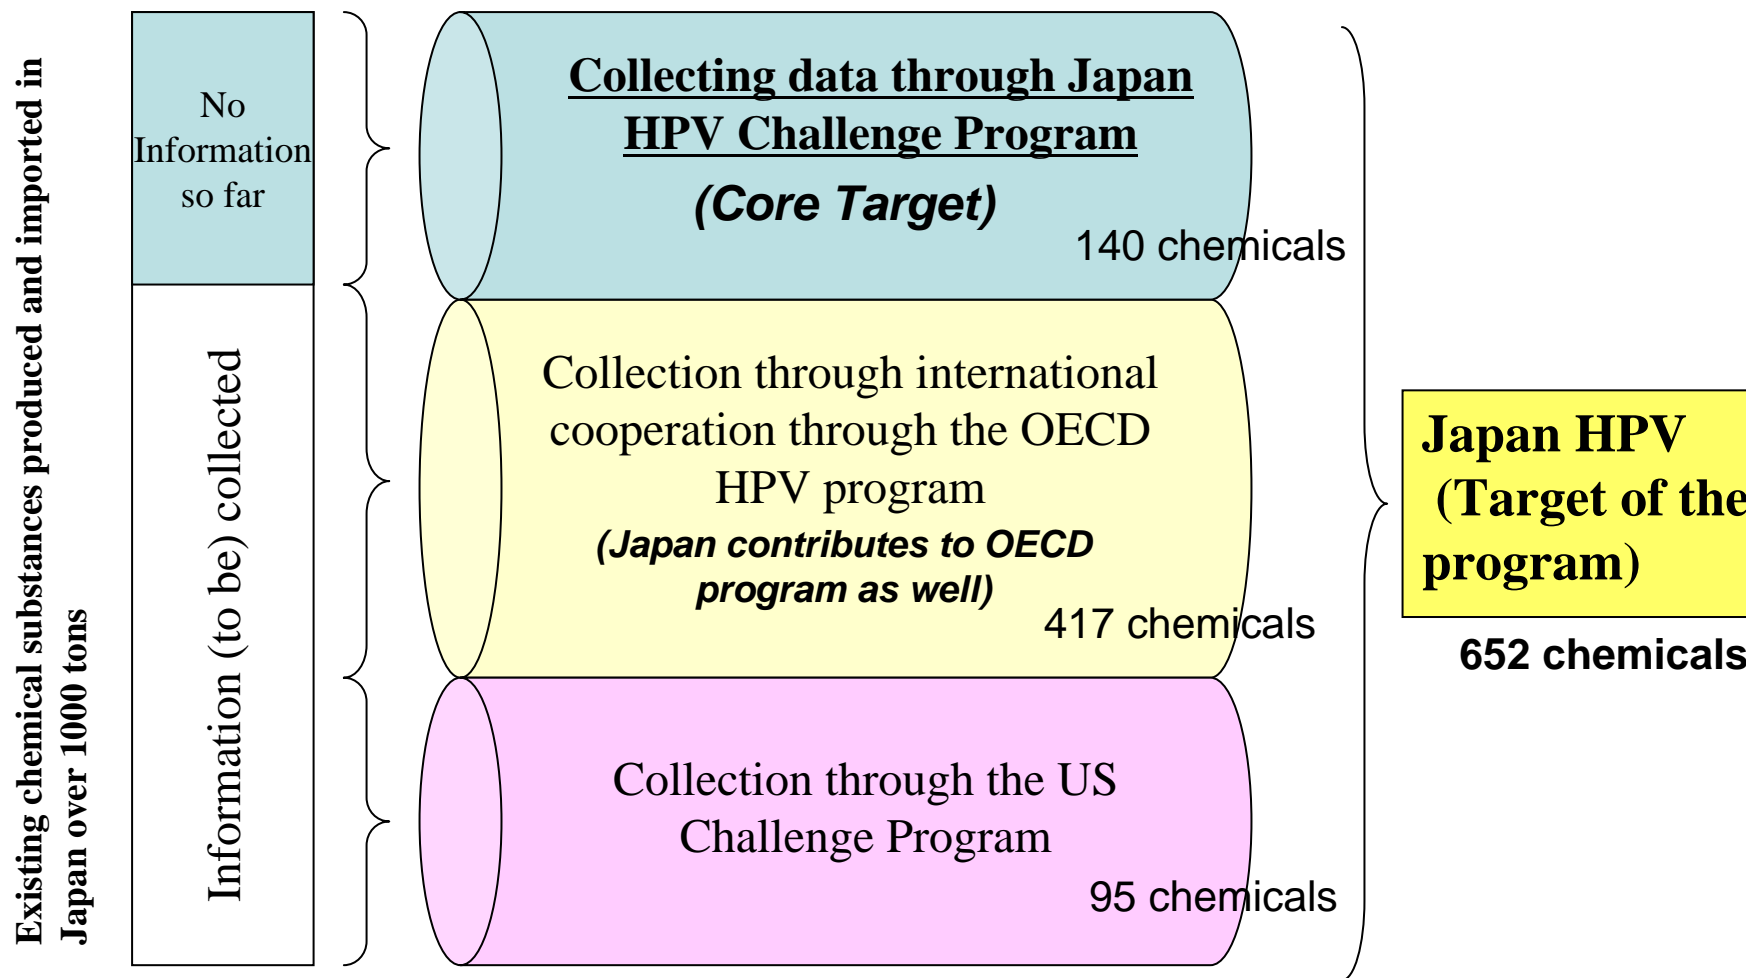 Existing chemical substances produced and imported in
Japan over 1000 tons
No
Information
so far
Information (to be) collected
Collecting data through Japan
HPV Challenge Program
(Core Target)
140 chemicals
Collection through international
cooperation through the OECD
HPV program
(Japan contributes to OECD
program as well)
417 chemicals
Collection through the US
Challenge Program
95 chemicals
Japan HPV
(Target of the
program)
652 chemicals